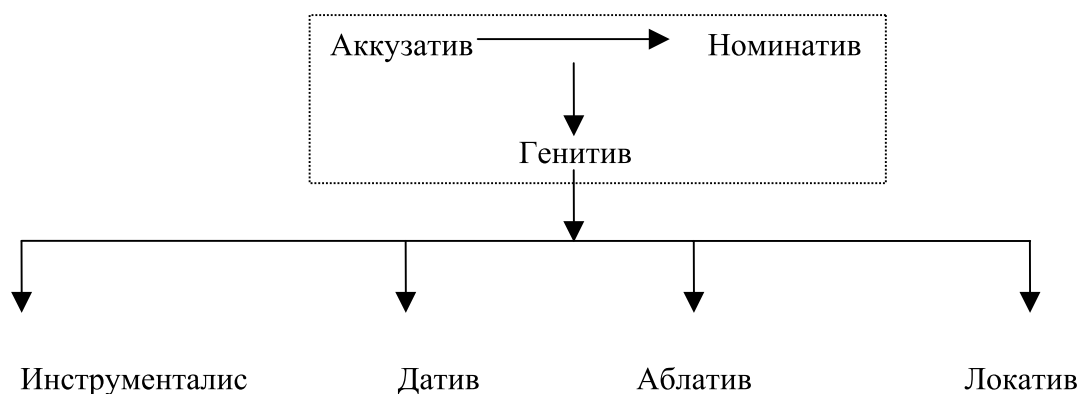 Аккузатив Номинатив
Генитив
Инструменталис Датив Аблатив Локатив